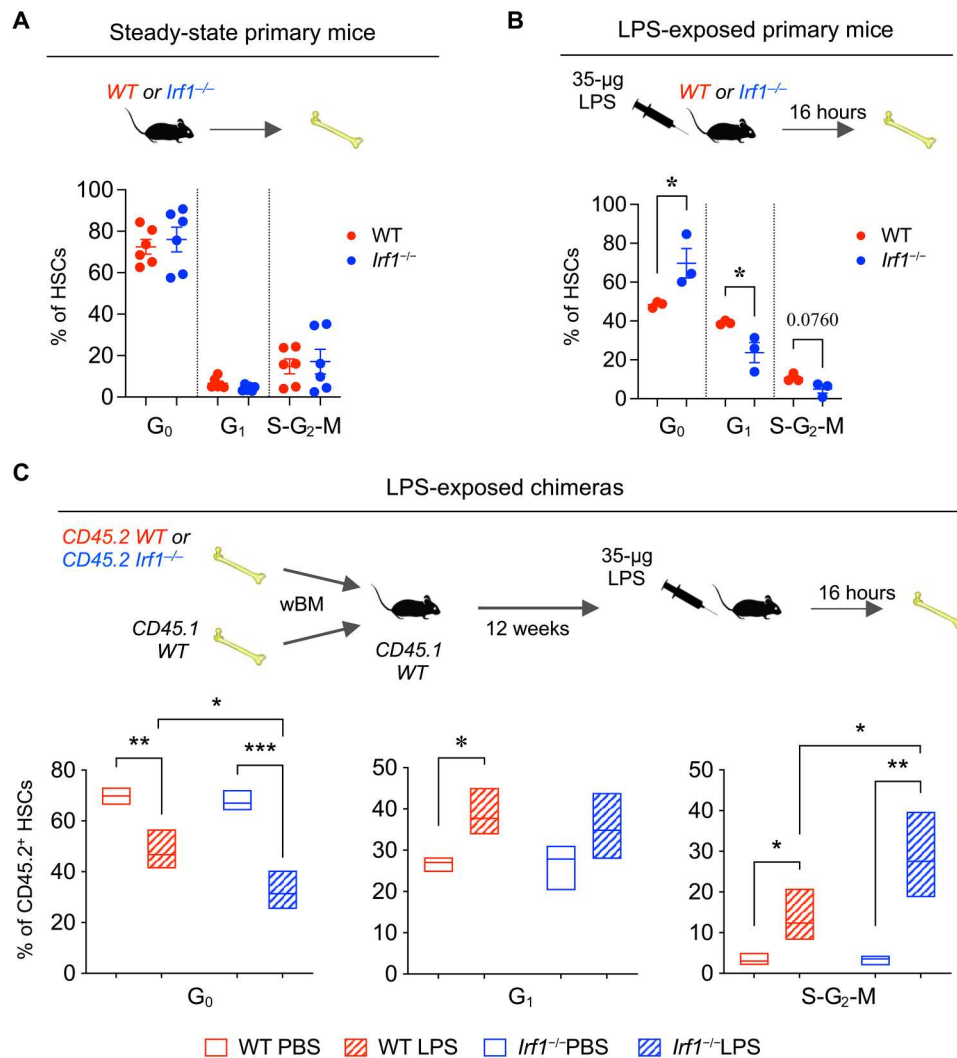 A
Steady-state primary mice
WT or Irf1⁻/⁻
% of HSCs
100
80
60
40
20
0
G₀
G₁
S-G₂-M
WT
Irf1⁻/⁻
B
LPS-exposed primary mice
35-μg
LPS
WT or Irf1⁻/⁻
16 hours
% of HSCs
100
80
60
40
20
0
*
*
0.0760
G₀
G₁
S-G₂-M
WT
Irf1⁻/⁻
C
LPS-exposed chimeras
CD45.2 WT or
CD45.2 Irf1⁻/⁻
CD45.1
WT
wBM
CD45.1
WT
12 weeks
35-μg
LPS
16 hours
% of CD45.2⁺ HSCs
80
60
40
20
0
**
*
***
G₀
50
40
30
20
10
0
*
G₁
50
40
30
20
10
0
*
*
**
S-G₂-M
WT PBS
WT LPS
Irf1⁻/⁻PBS
Irf1⁻/⁻LPS